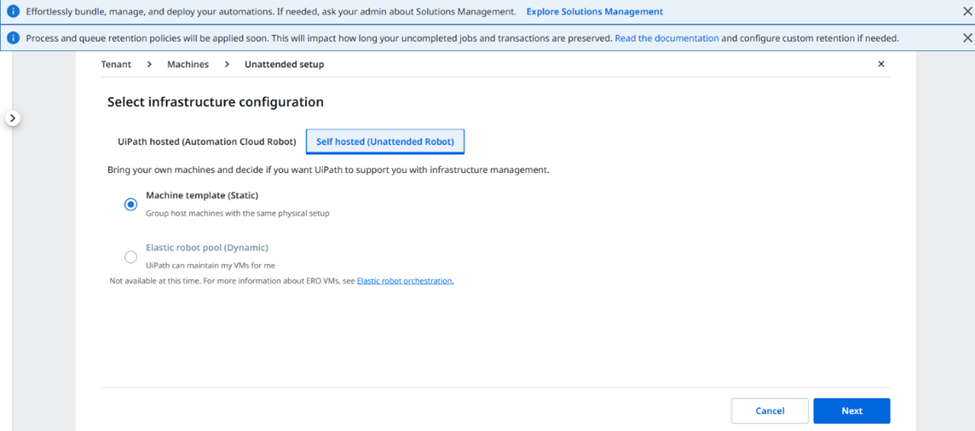 Effortlessly bundle, manage, and deploy your automations. If needed, ask your admin about Solutions Management. Explore Solutions Management
Process and queue retention policies will be applied soon. This will impact how long your uncompleted jobs and transactions are preserved. Read the documentation and configure custom retention if needed.
Tenant > Machines > Unattended setup
Select infrastructure configuration
UiPath hosted (Automation Cloud Robot) Self hosted (Unattended Robot)
Bring your own machines and decide if you want UiPath to support you with infrastructure management.
Machine template (Static)
Group host machines with the same physical setup
Elastic robot pool (Dynamic)
UiPath can maintain my VMs for me
Not available at this time. For more information about ERO VMs, see Elastic robot orchestration.
Cancel Next